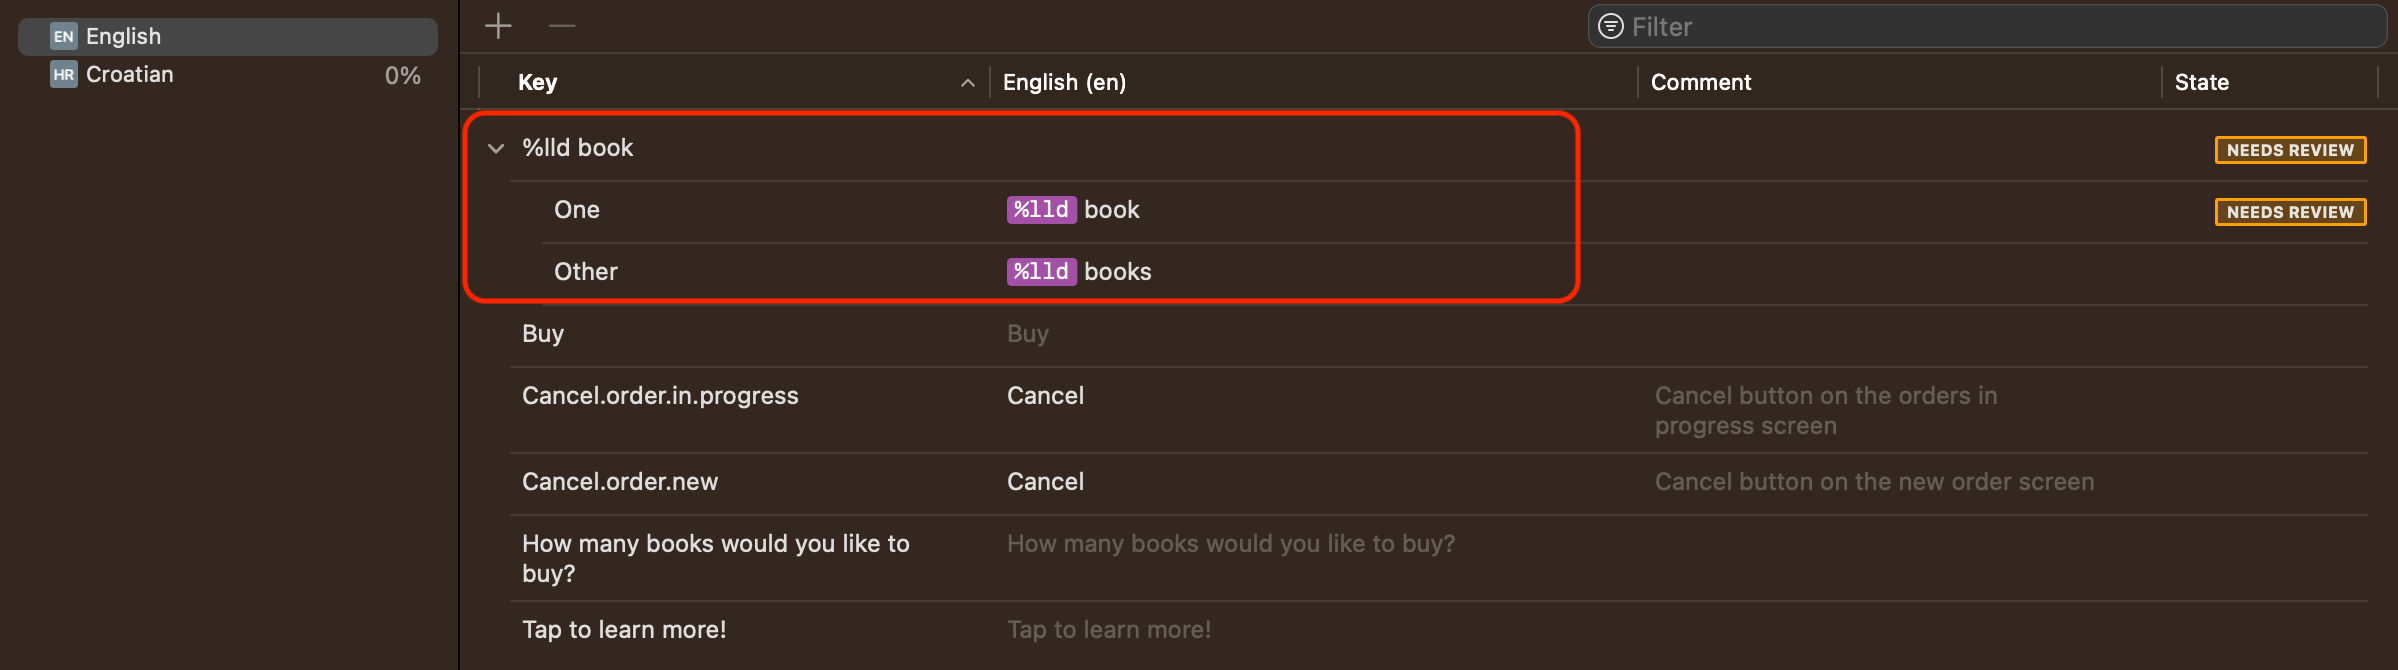 EN English
HR Croatian 0%
Filter
Key English (en) Comment State
%lld book NEEDS REVIEW
One %lld book NEEDS REVIEW
Other %lld books
Buy Buy
Cancel.order.in.progress Cancel Cancel button on the orders in
progress screen
Cancel.order.new Cancel Cancel button on the new order screen
How many books would you like to How many books would you like to buy?
buy?
Tap to learn more! Tap to learn more!